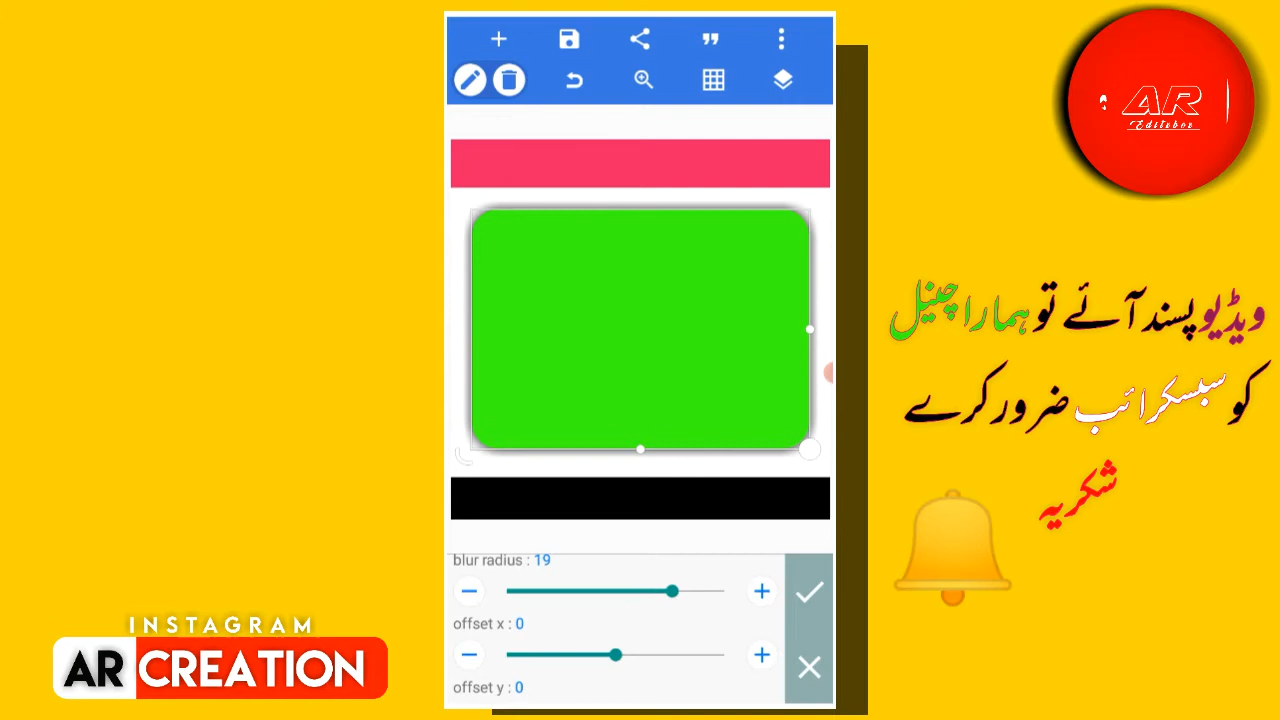 AR
Editxbox
ویڈیو پسند آئے تو ہمارا چینل
کو سبسکرائب ضرور کرے
شکریہ
blur radius : 19
offset x : 0
offset y : 0
INSTAGRAM
AR CREATION